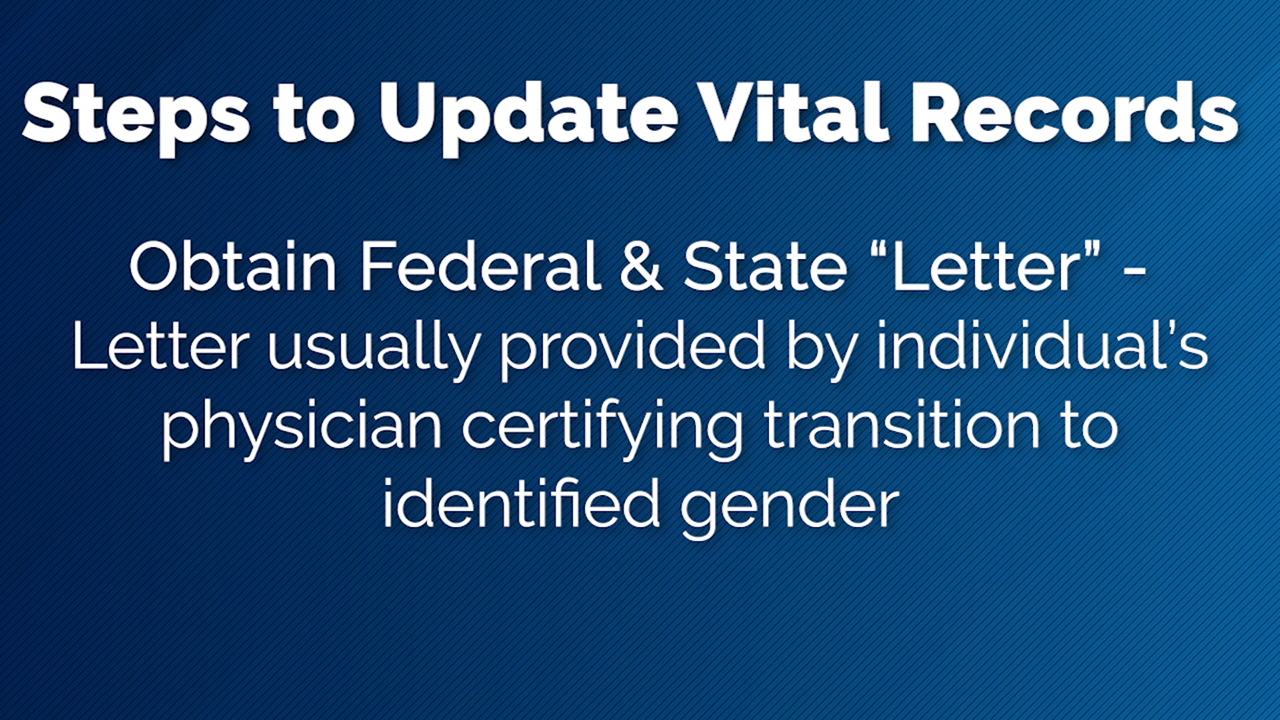 Steps to Update Vital Records
Obtain Federal & State “Letter” -
Letter usually provided by individual’s
physician certifying transition to
identified gender